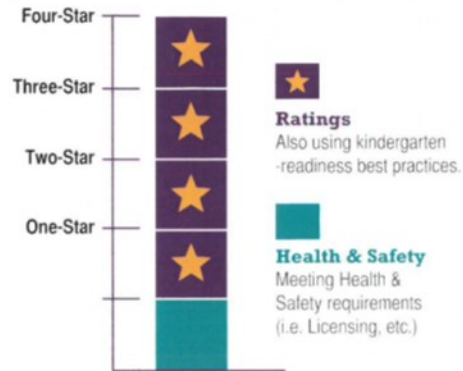 Four-Star
Three-Star
Two-Star
One-Star
Ratings
Also using kindergarten
-readiness best practices.
Health & Safety
Meeting Health &
Safety requirements
(i.e. Licensing, etc.)